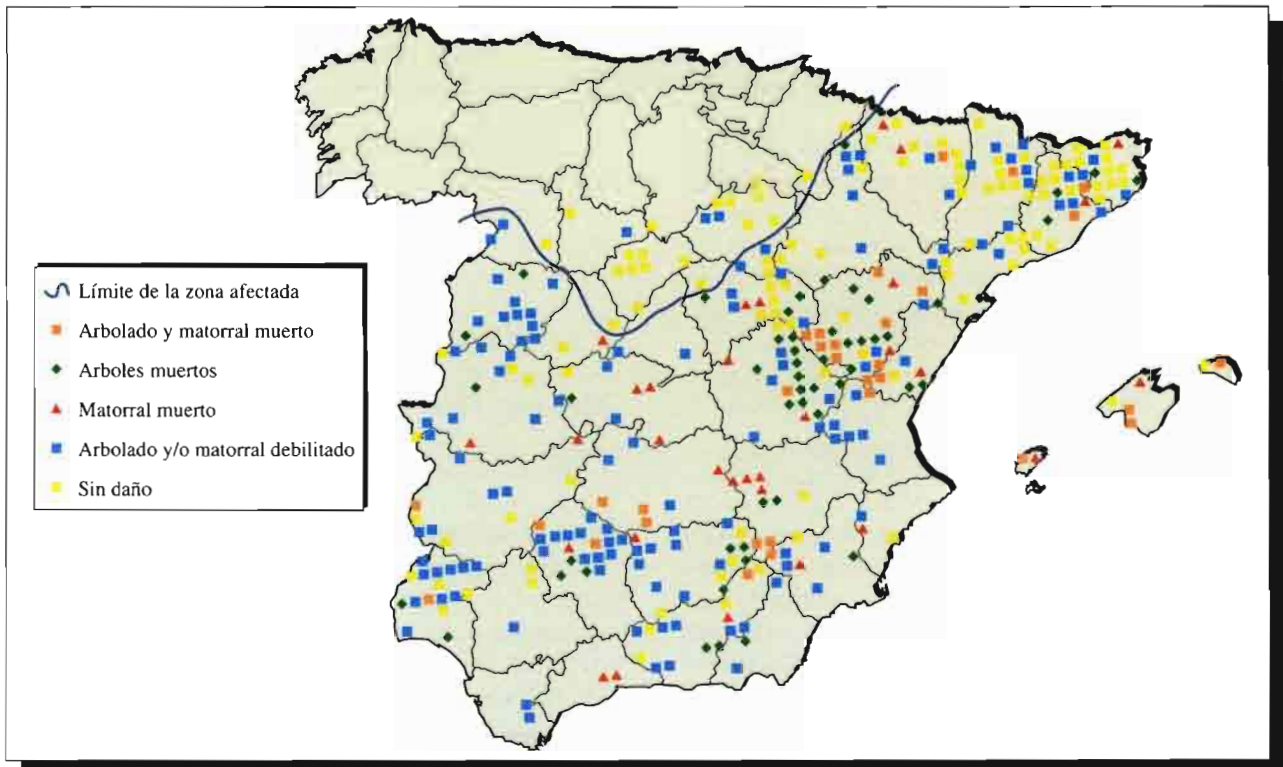 Límite de la zona afectada
Arbolado y matorral muerto
Arboles muertos
Matorral muerto
Arbolado y/o matorral debilitado
Sin daño